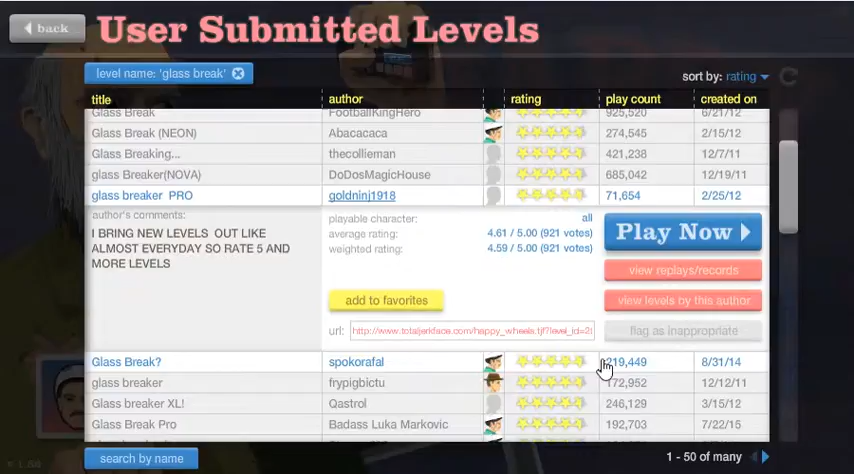 back
User Submitted Levels
level name: 'glass break'
sort by: rating
title author rating play count created on
Glass Break FootballKingHero 925,520 6/21/12
Glass Break (NEON) Abacacaca 274,545 2/15/12
Glass Breaking... thecollieman 421,238 12/7/11
glass Breaker(NOVA) DoDosMagicHouse 685,042 12/19/11
glass breaker PRO goldninj1918 71,654 2/25/12
author's comments:
I BRING NEW LEVELS OUT LIKE
ALMOST EVERYDAY SO RATE 5 AND
MORE LEVELS
playable character: all
average rating: 4.61 / 5.00 (921 votes)
weighted rating: 4.59 / 5.00 (921 votes)
add to favorites
url: http://www.totaljerkface.com/happy_wheels.tjf?level_id=2
Play Now
view replays/records
view levels by this author
flag as inappropriate
Glass Break? spokorafal 219,449 8/31/14
glass breaker frypigbictu 172,952 12/12/11
Glass breaker XL! Qastrol 246,129 3/15/12
Glass Break Pro Badass Luka Markovic 192,703 7/22/15
search by name
1 - 50 of many